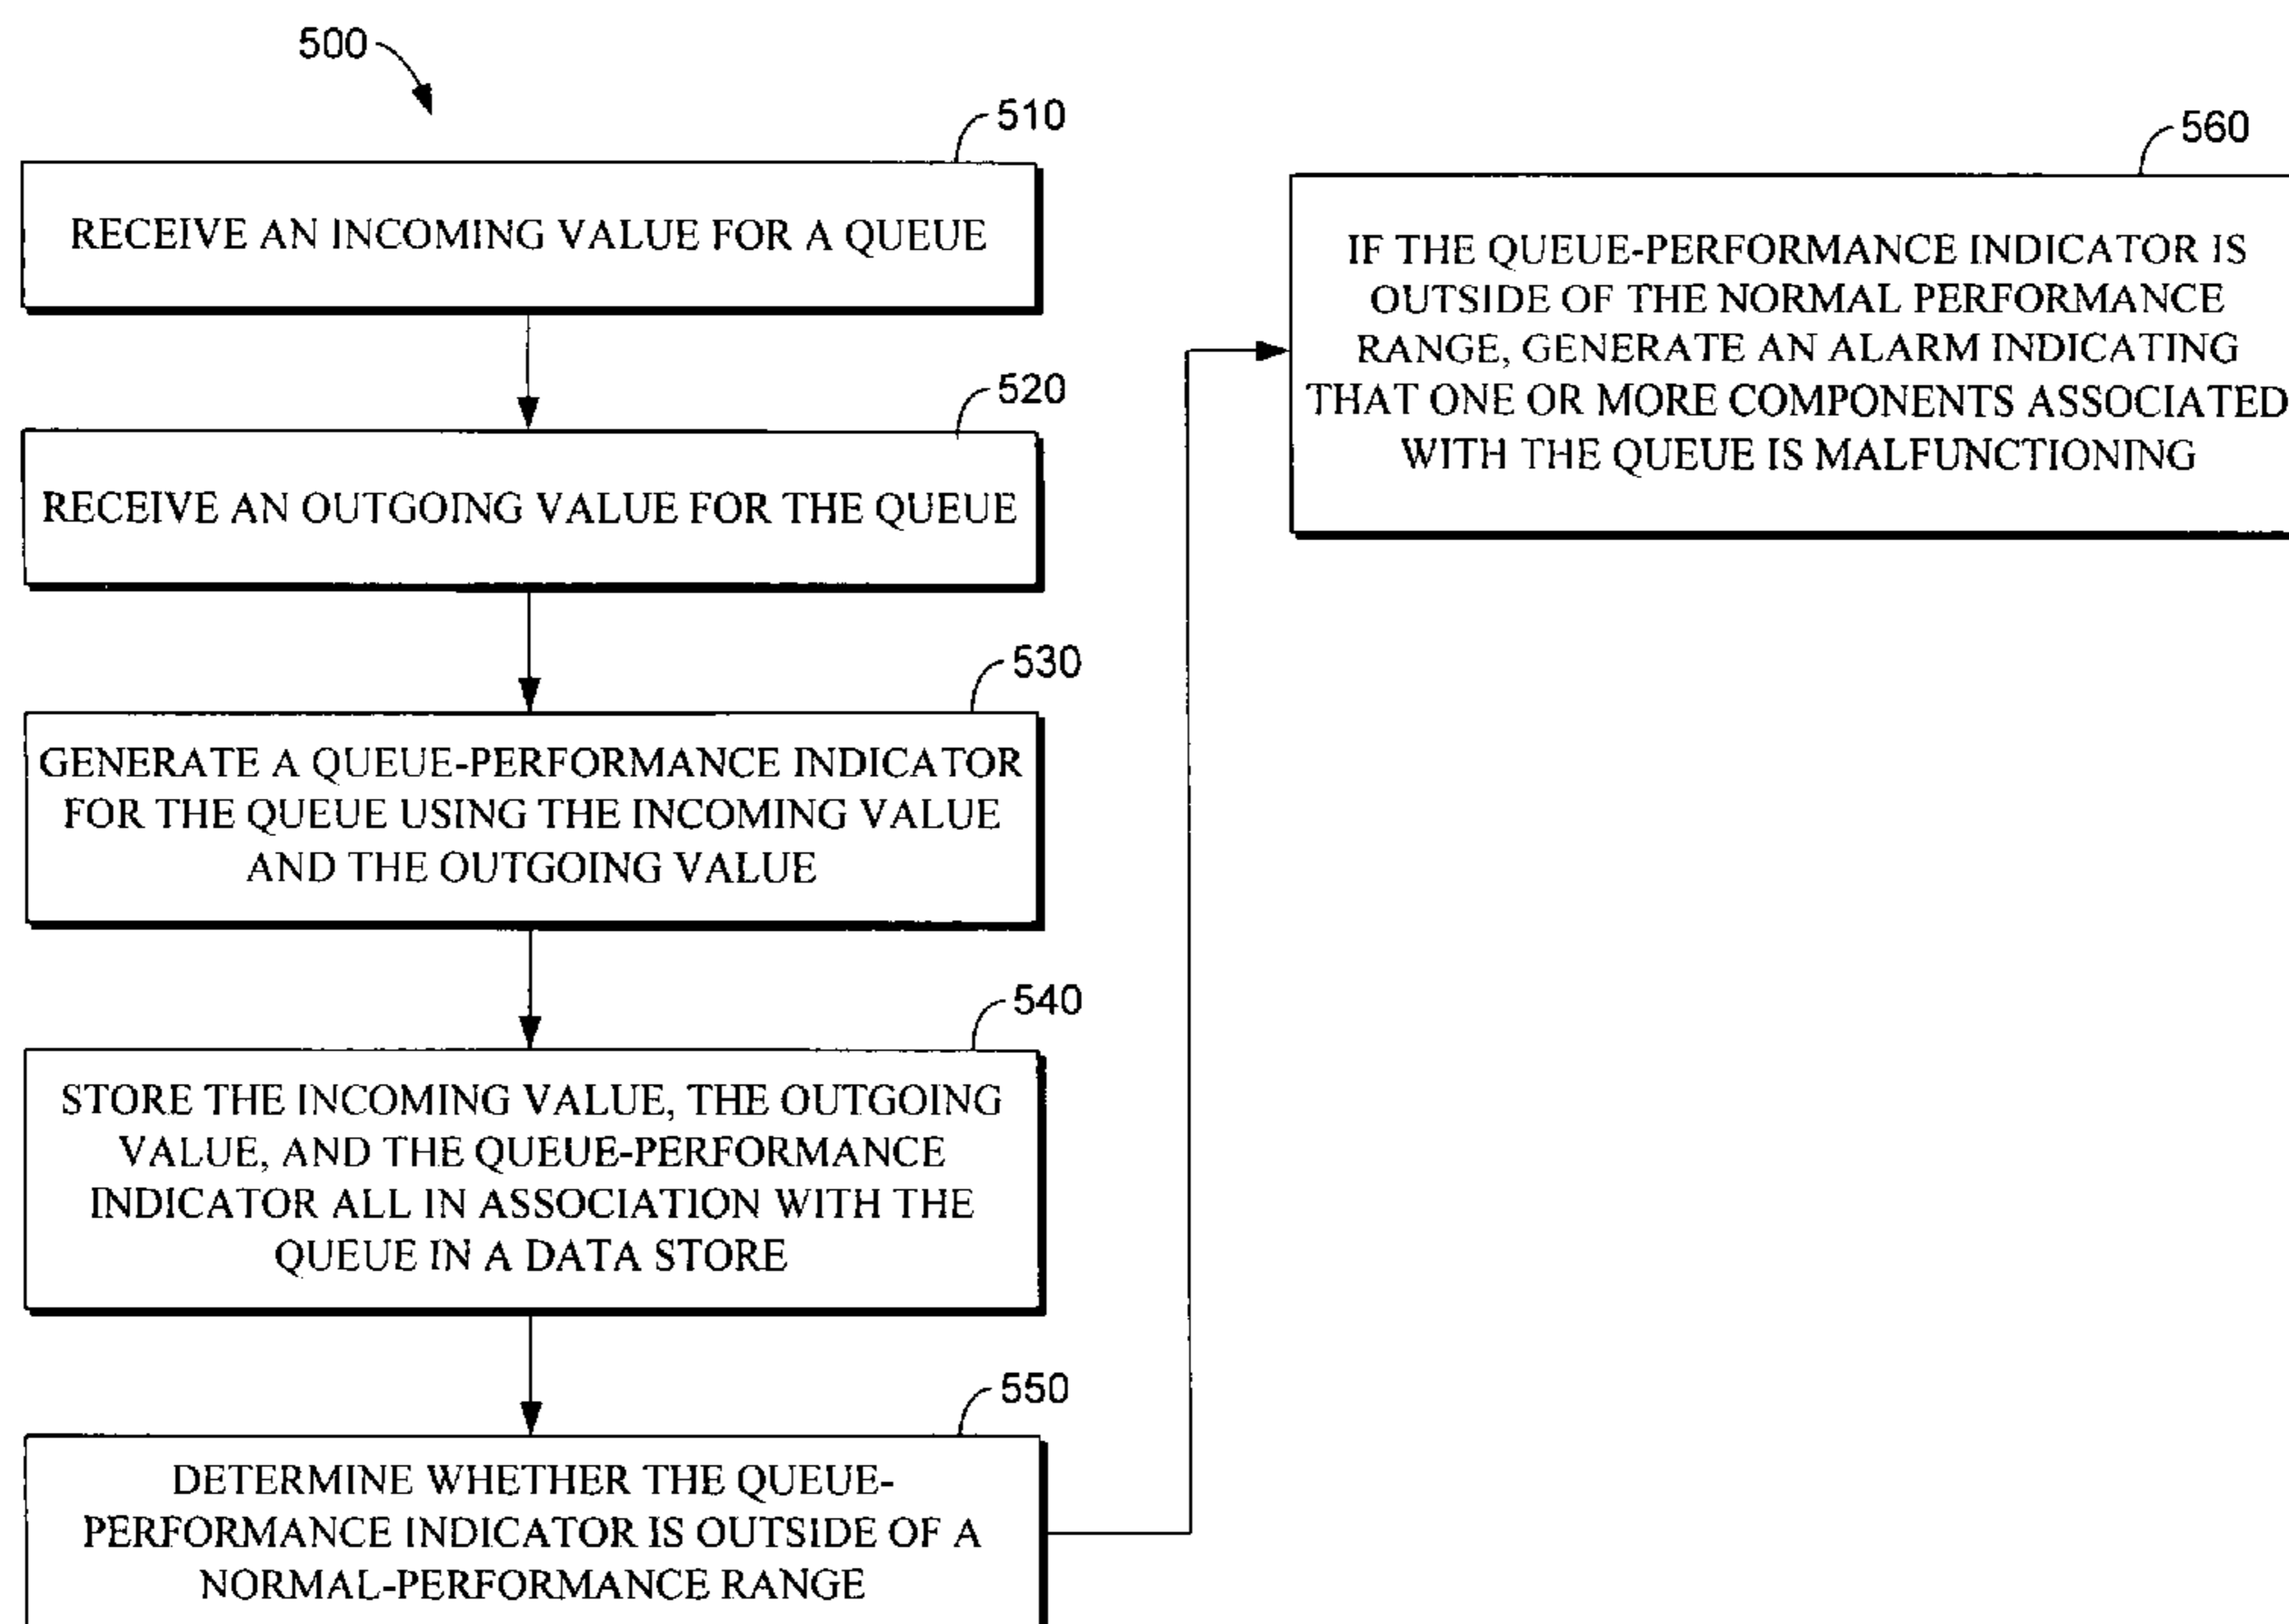 500
510
RECEIVE AN INCOMING VALUE FOR A QUEUE
520
RECEIVE AN OUTGOING VALUE FOR THE QUEUE
530
GENERATE A QUEUE-PERFORMANCE INDICATOR
FOR THE QUEUE USING THE INCOMING VALUE
AND THE OUTGOING VALUE
540
STORE THE INCOMING VALUE, THE OUTGOING
VALUE, AND THE QUEUE-PERFORMANCE
INDICATOR ALL IN ASSOCIATION WITH THE
QUEUE IN A DATA STORE
550
DETERMINE WHETHER THE QUEUE-
PERFORMANCE INDICATOR IS OUTSIDE OF A
NORMAL-PERFORMANCE RANGE
560
IF THE QUEUE-PERFORMANCE INDICATOR IS
OUTSIDE OF THE NORMAL PERFORMANCE
RANGE, GENERATE AN ALARM INDICATING
THAT ONE OR MORE COMPONENTS ASSOCIATED
WITH THE QUEUE IS MALFUNCTIONING